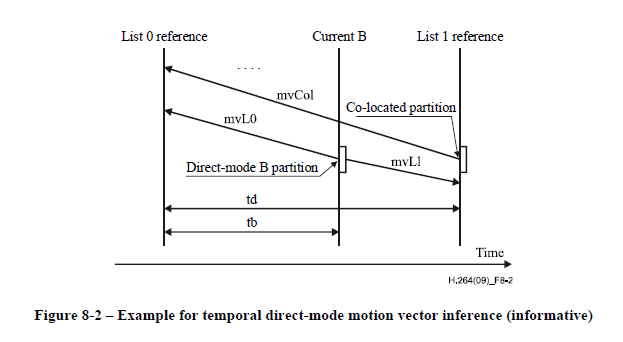 List 0 reference Current B List 1 reference
. . . .
mvCol
Co-located partition
mvL0
Direct-mode B partition
mvLl
td
tb
Time
H.264(09)_F8-2
Figure 8-2 – Example for temporal direct-mode motion vector inference (informative)